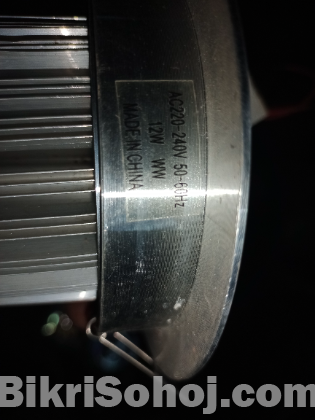 AC220-240V 50-60Hz
12W WW
MADE IN CHINA
BikriSohoj.com